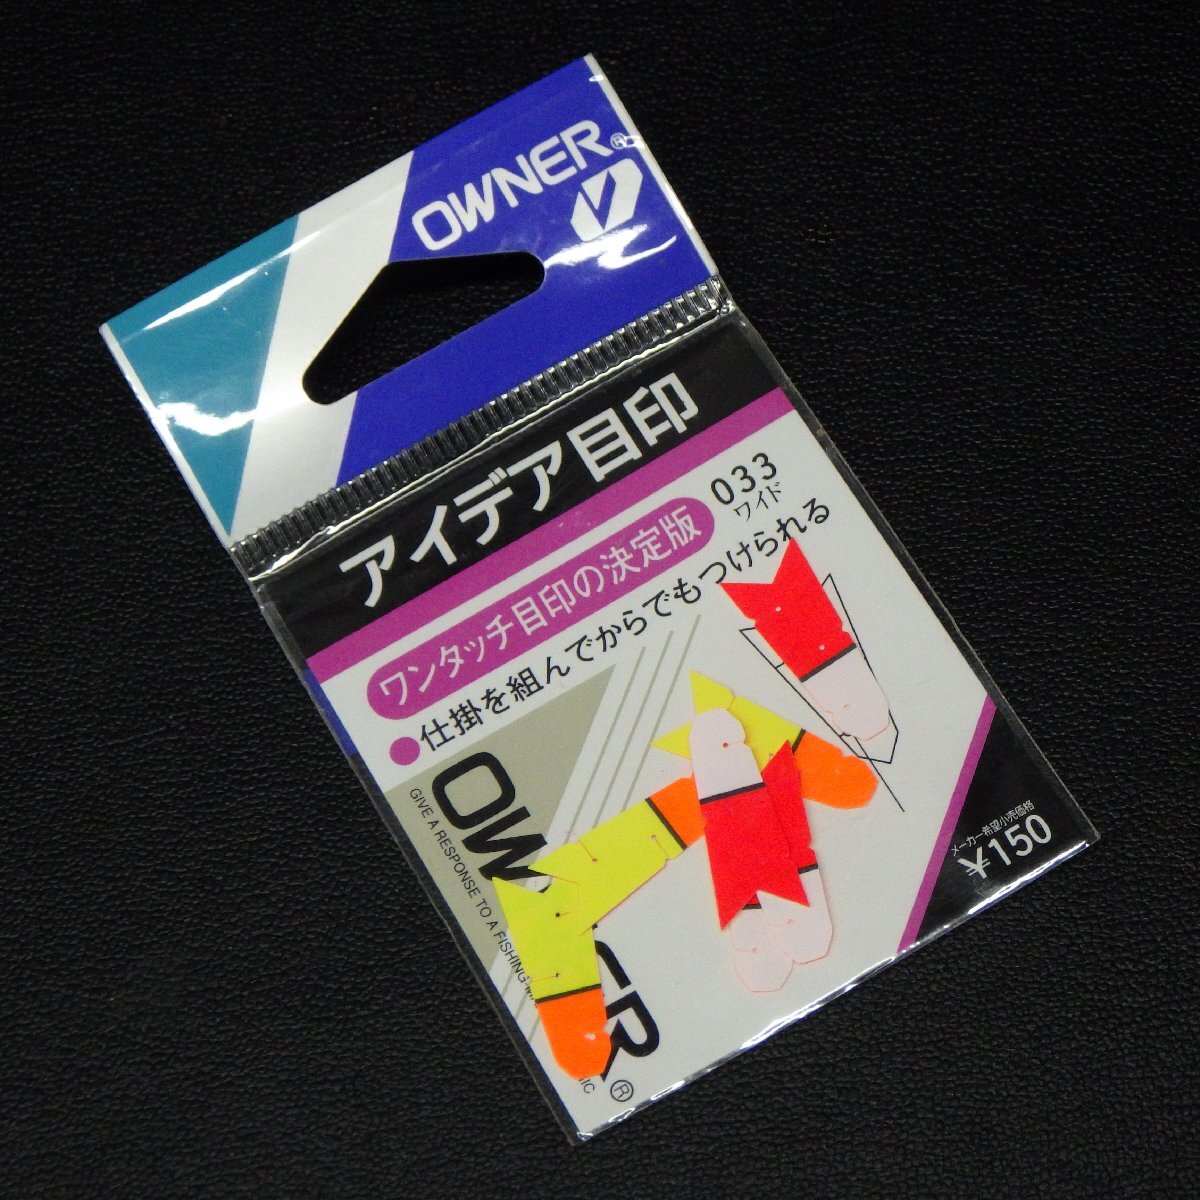 OWNER®
アイデア目印
ワンタッチ目印の決定版
033
ワイド
●仕掛を組んでからでもつけられる
GIVE A RESPONSE TO A FISHING
®
メーカー希望小売価格
¥150